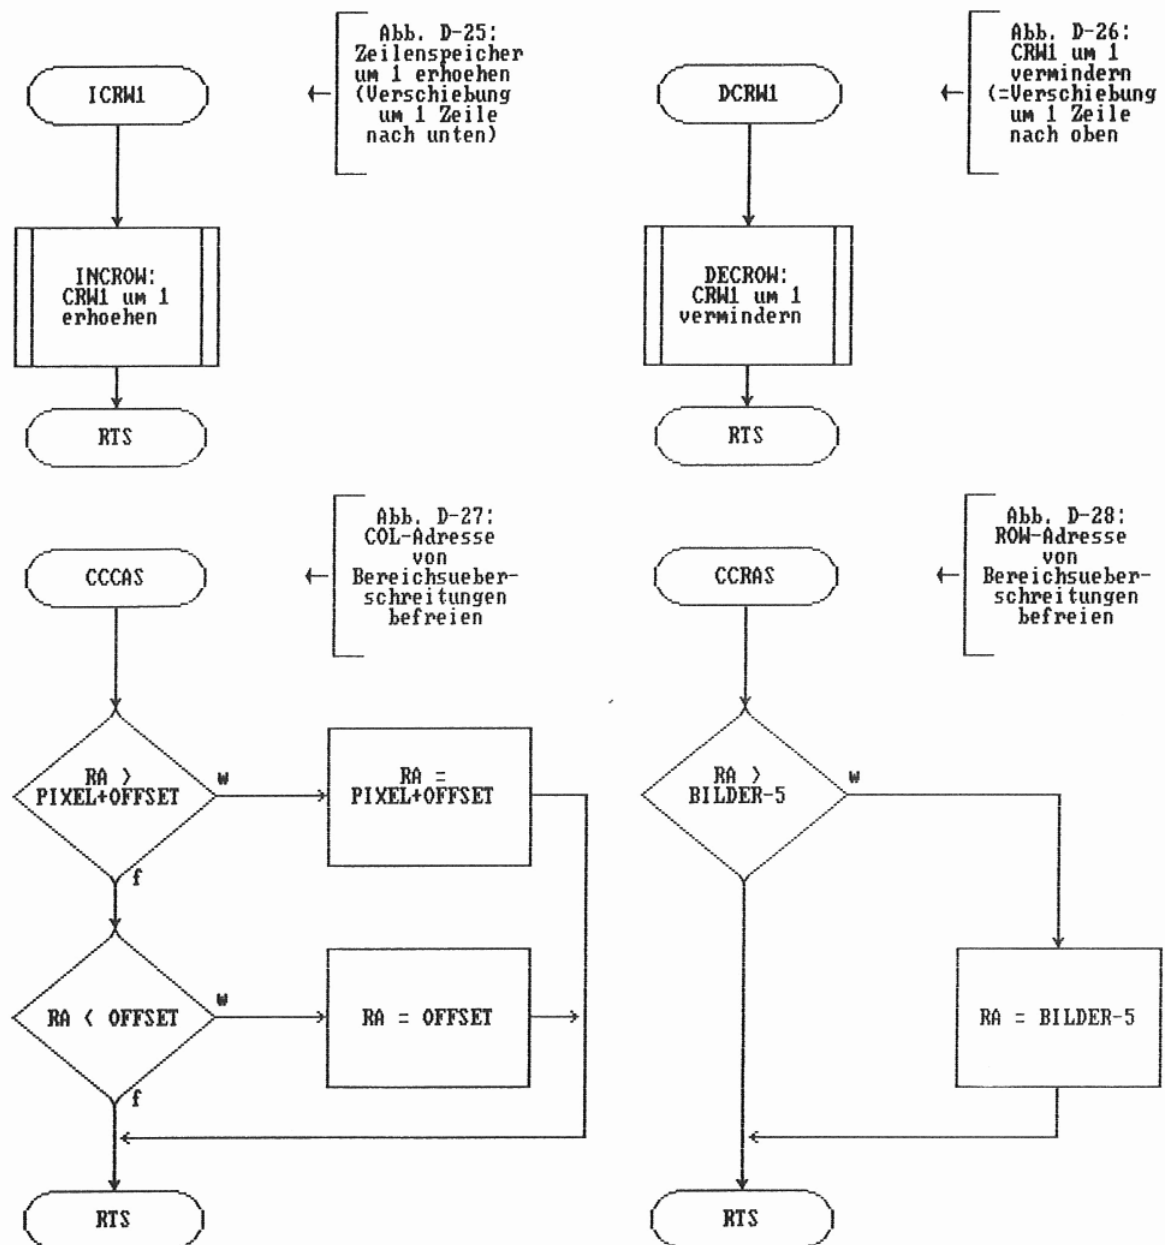 ICRW1
Abb. D-25:
Zeilenspeicher
um 1 erhoehen
(Verschiebung
um 1 Zeile
nach unten)
INCROW:
CRW1 um 1
erhoehen
RTS
DCRW1
Abb. D-26:
CRW1 um 1
vermindern
(=Verschiebung
um 1 Zeile
nach oben
DECROW:
CRW1 um 1
vermindern
RTS
CCCAS
Abb. D-27:
COL-Adresse
von
Bereichsueber-
schreitungen
befreien
RA >
PIXEL+OFFSET
w
RA =
PIXEL+OFFSET
f
RA < OFFSET
w
RA = OFFSET
f
RTS
CCRAS
Abb. D-28:
ROW-Adresse
von
Bereichsueber-
schreitungen
befreien
RA >
BILDER-5
w
RA = BILDER-5
RTS